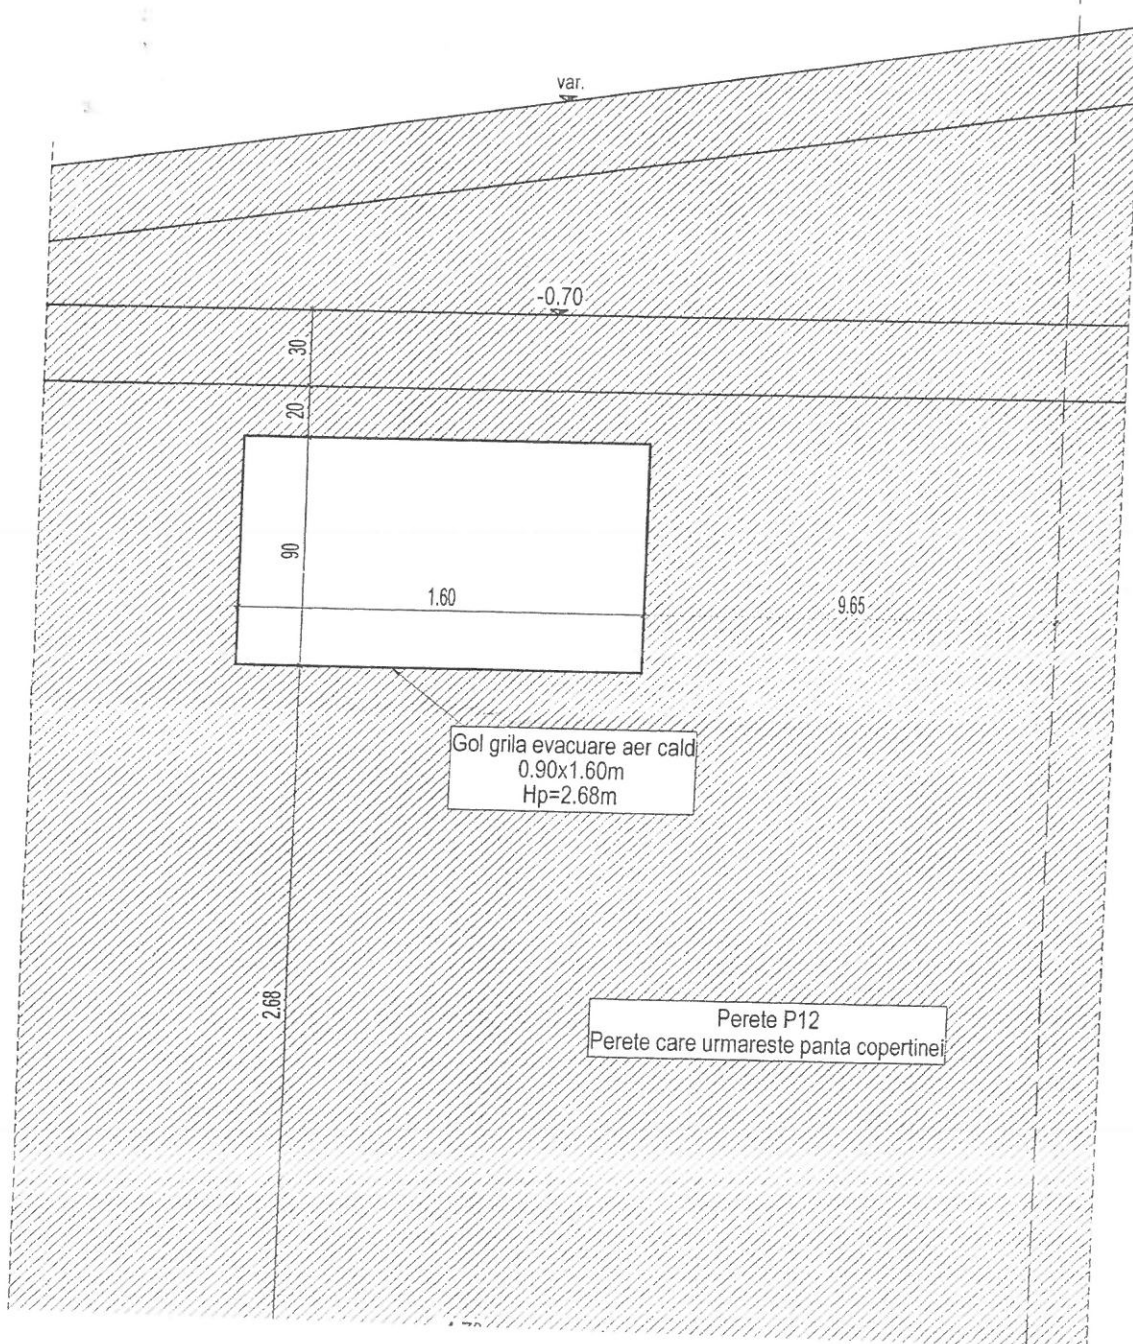 var.
-0.70
30
20
90
1.60
9.65
Gol grila evacuare aer cald
0.90x1.60m
Hp=2.68m
2.68
Perete P12
Perete care urmareste panta copertinei